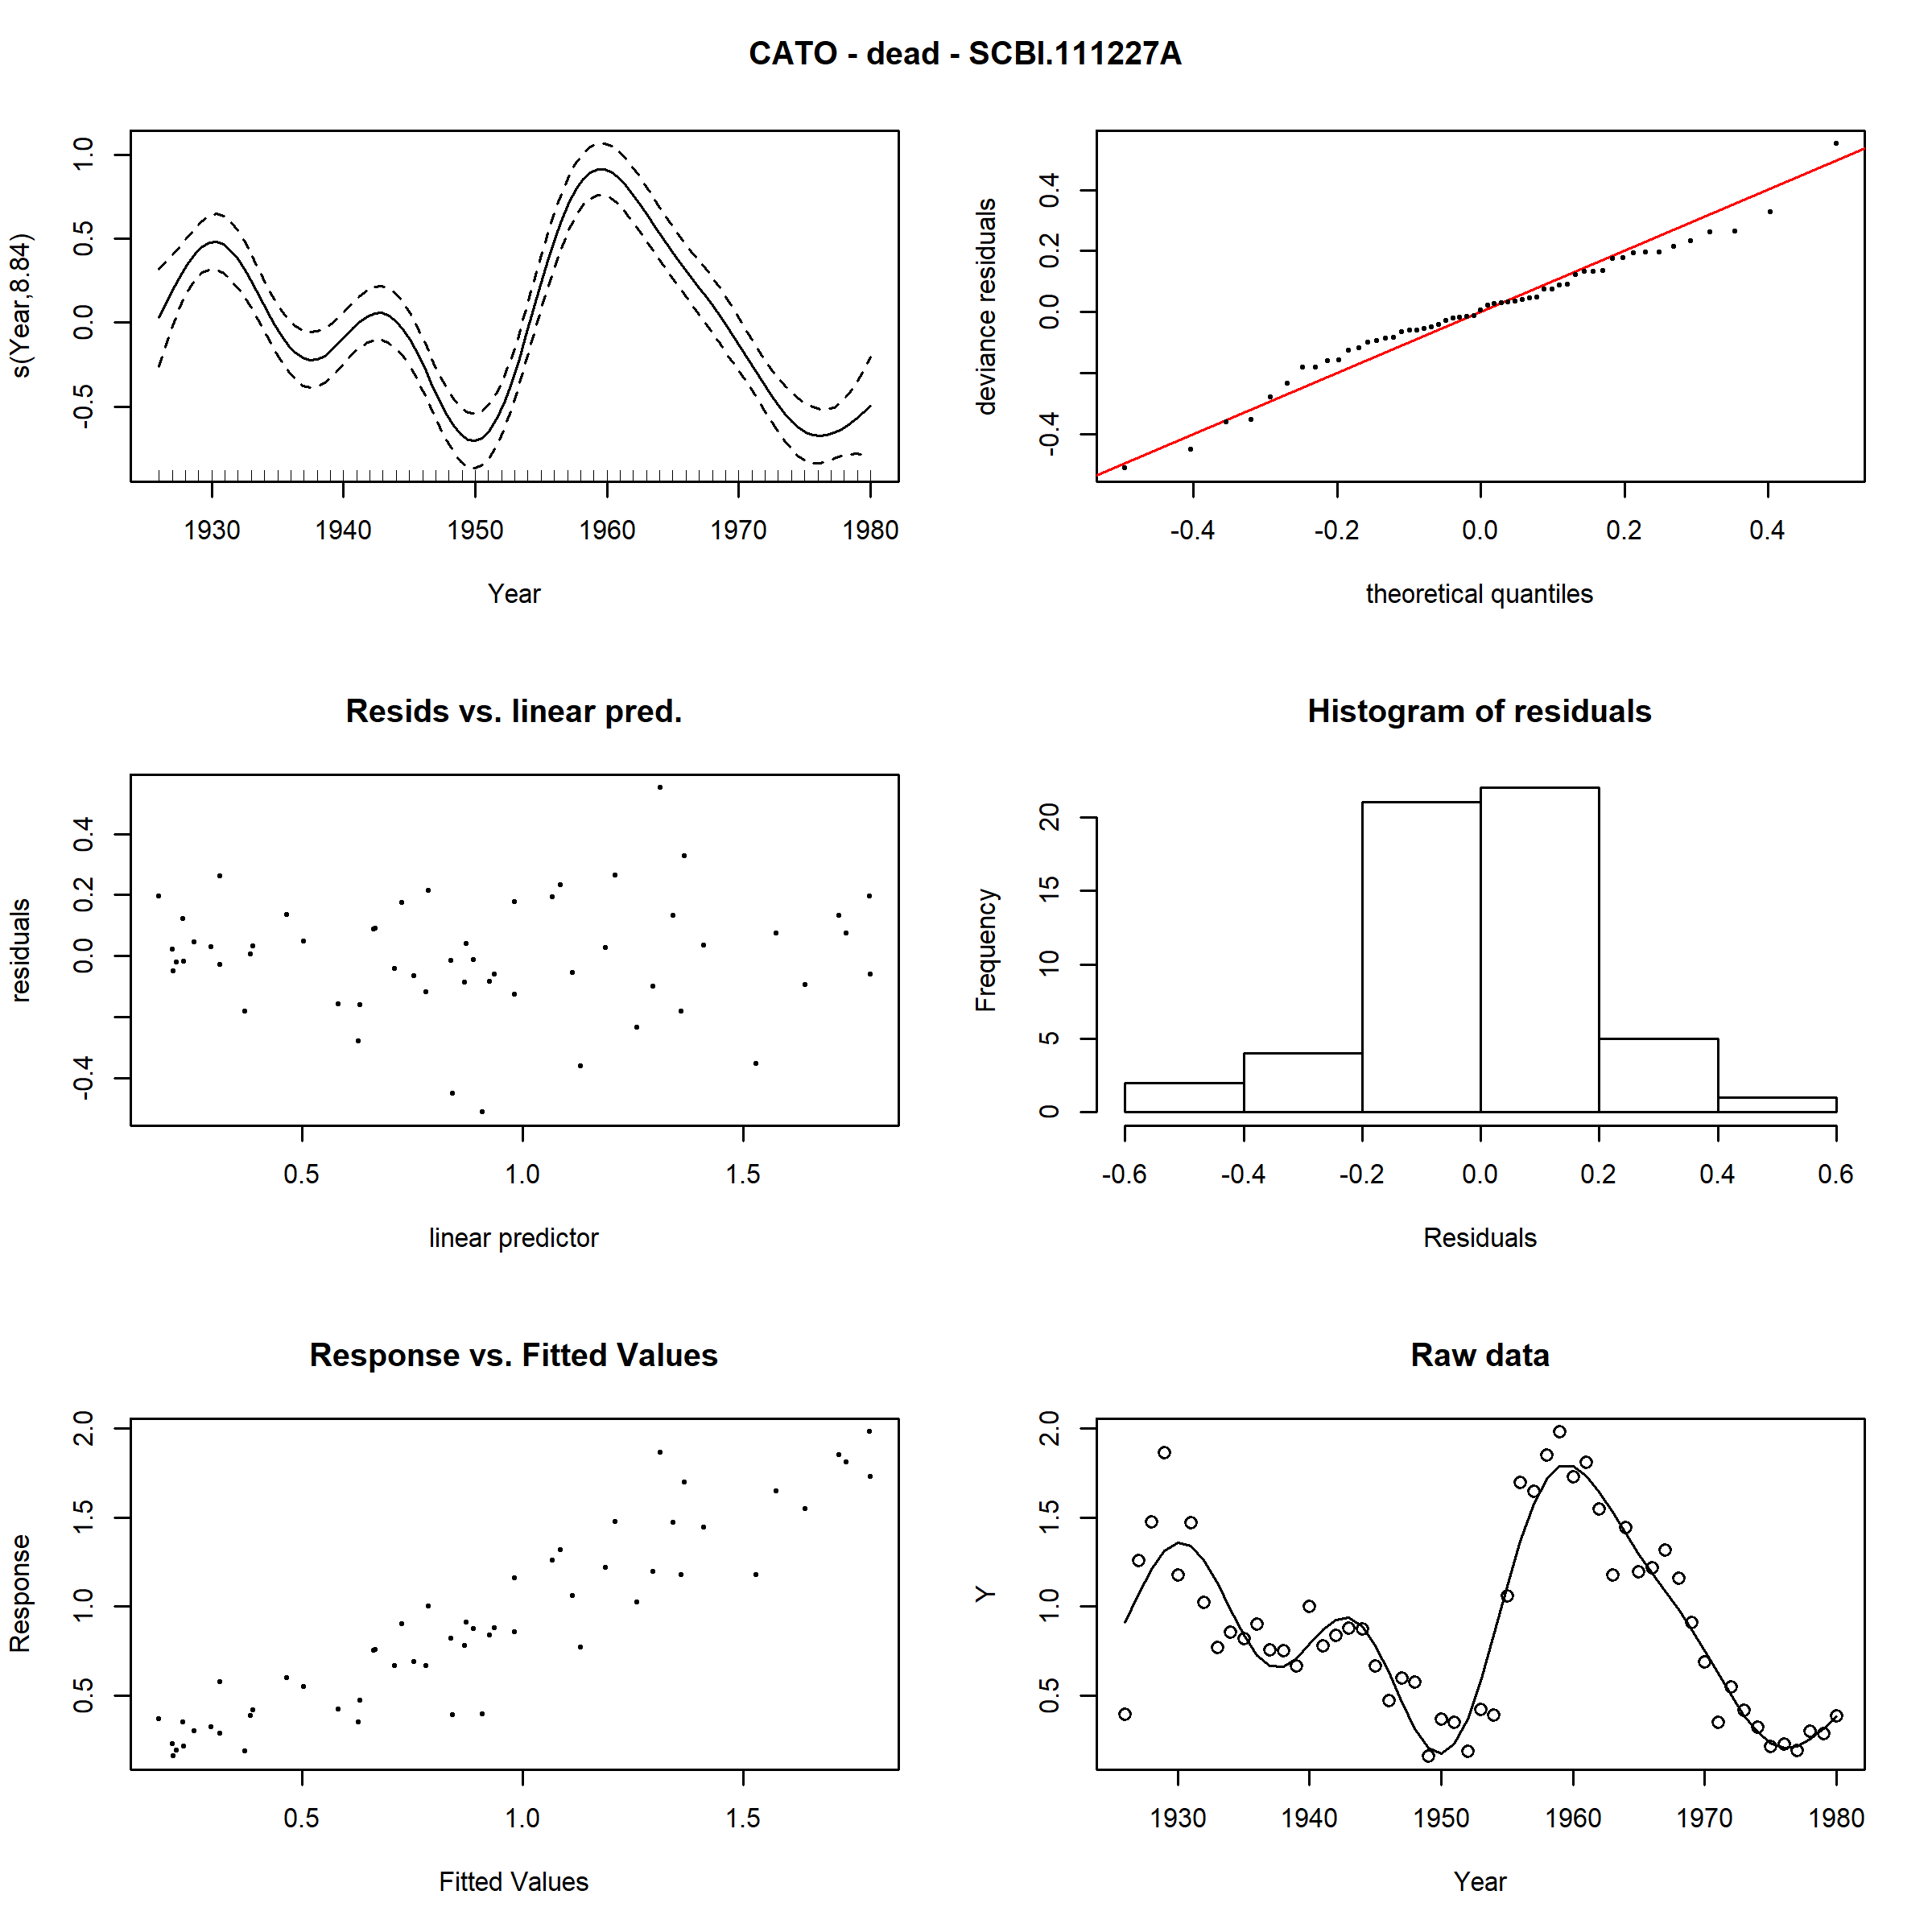 CATO - dead - SCBI.111227A
s(Year,8.84)
-0.5 0.0 0.5 1.0
1930 1940 1950 1960 1970 1980
Year
deviance residuals
-0.4 0.0 0.2 0.4
-0.4 -0.2 0.0 0.2 0.4
theoretical quantiles
Resids vs. linear pred.
residuals
-0.4 0.0 0.2 0.4
0.5 1.0 1.5
linear predictor
Histogram of residuals
Frequency
0 5 10 15 20
-0.6 -0.4 -0.2 0.0 0.2 0.4 0.6
Residuals
Response vs. Fitted Values
Response
0.5 1.0 1.5 2.0
0.5 1.0 1.5
Fitted Values
Raw data
Y
0.5 1.0 1.5 2.0
1930 1940 1950 1960 1970 1980
Year